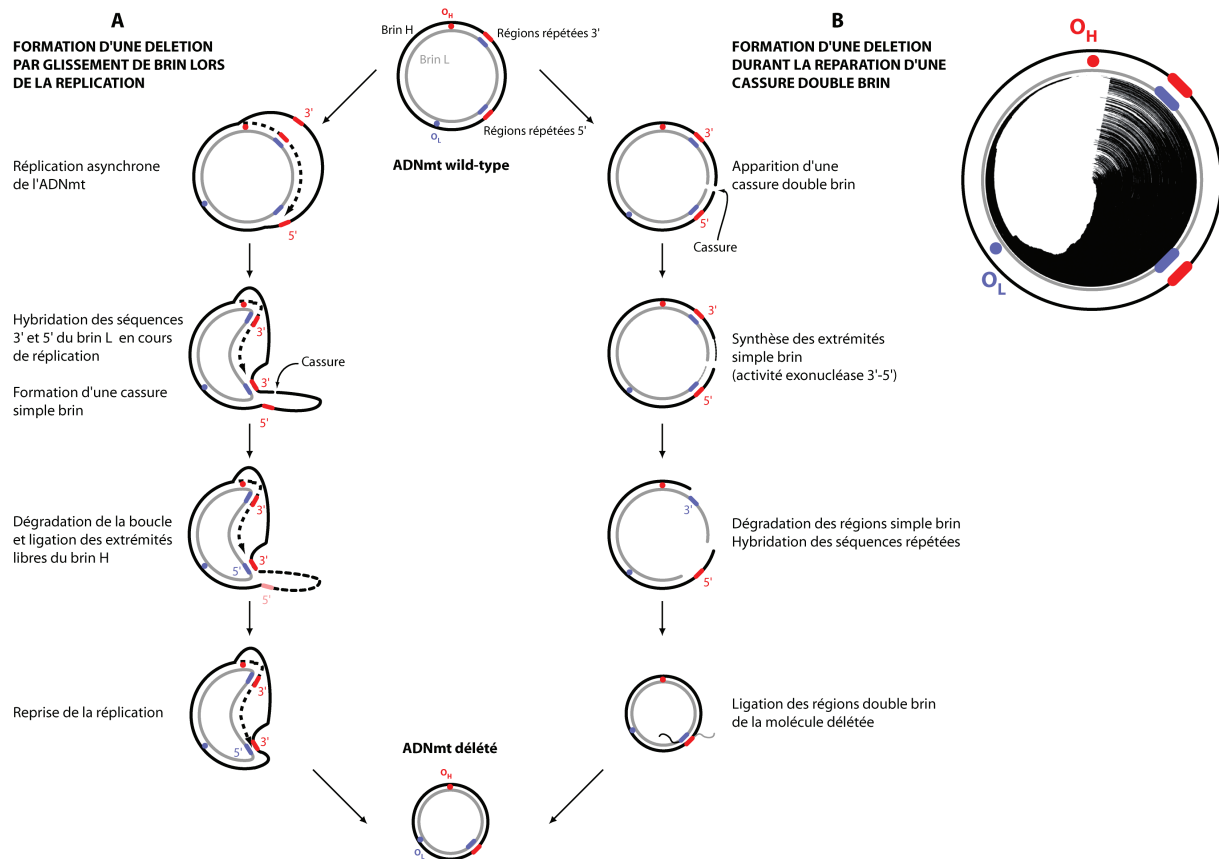 A
FORMATION D'UNE DELETION
PAR GLISSEMENT DE BRIN LORS
DE LA REPLICATION
Brin H
O_H
Régions répétées 3'
Brin L
O_L
Régions répétées 5'
ADNmt wild-type
B
FORMATION D'UNE DELETION
DURANT LA REPARATION D'UNE
CASSURE DOUBLE BRIN
O_H
O_L
Réplication asynchrone
de l'ADNmt
3'
5'
Hybridation des séquences
3' et 5' du brin L en cours
de réplication
Formation d'une cassure
simple brin
3'
Cassure
3'
5'
Dégradation de la boucle
et ligation des extrémités
libres du brin H
3'
3'
5'
5'
Reprise de la réplication
3'
3'
5'
3'
5'
Cassure
Apparition d'une
cassure double brin
3'
5'
Synthèse des extrémités
simple brin
(activité exonucléase 3'-5')
3'
5'
Dégradation des régions simple brin
Hybridation des séquences répétées
Ligation des régions double brin
de la molécule délétée
ADNmt délété
O_H
O_L